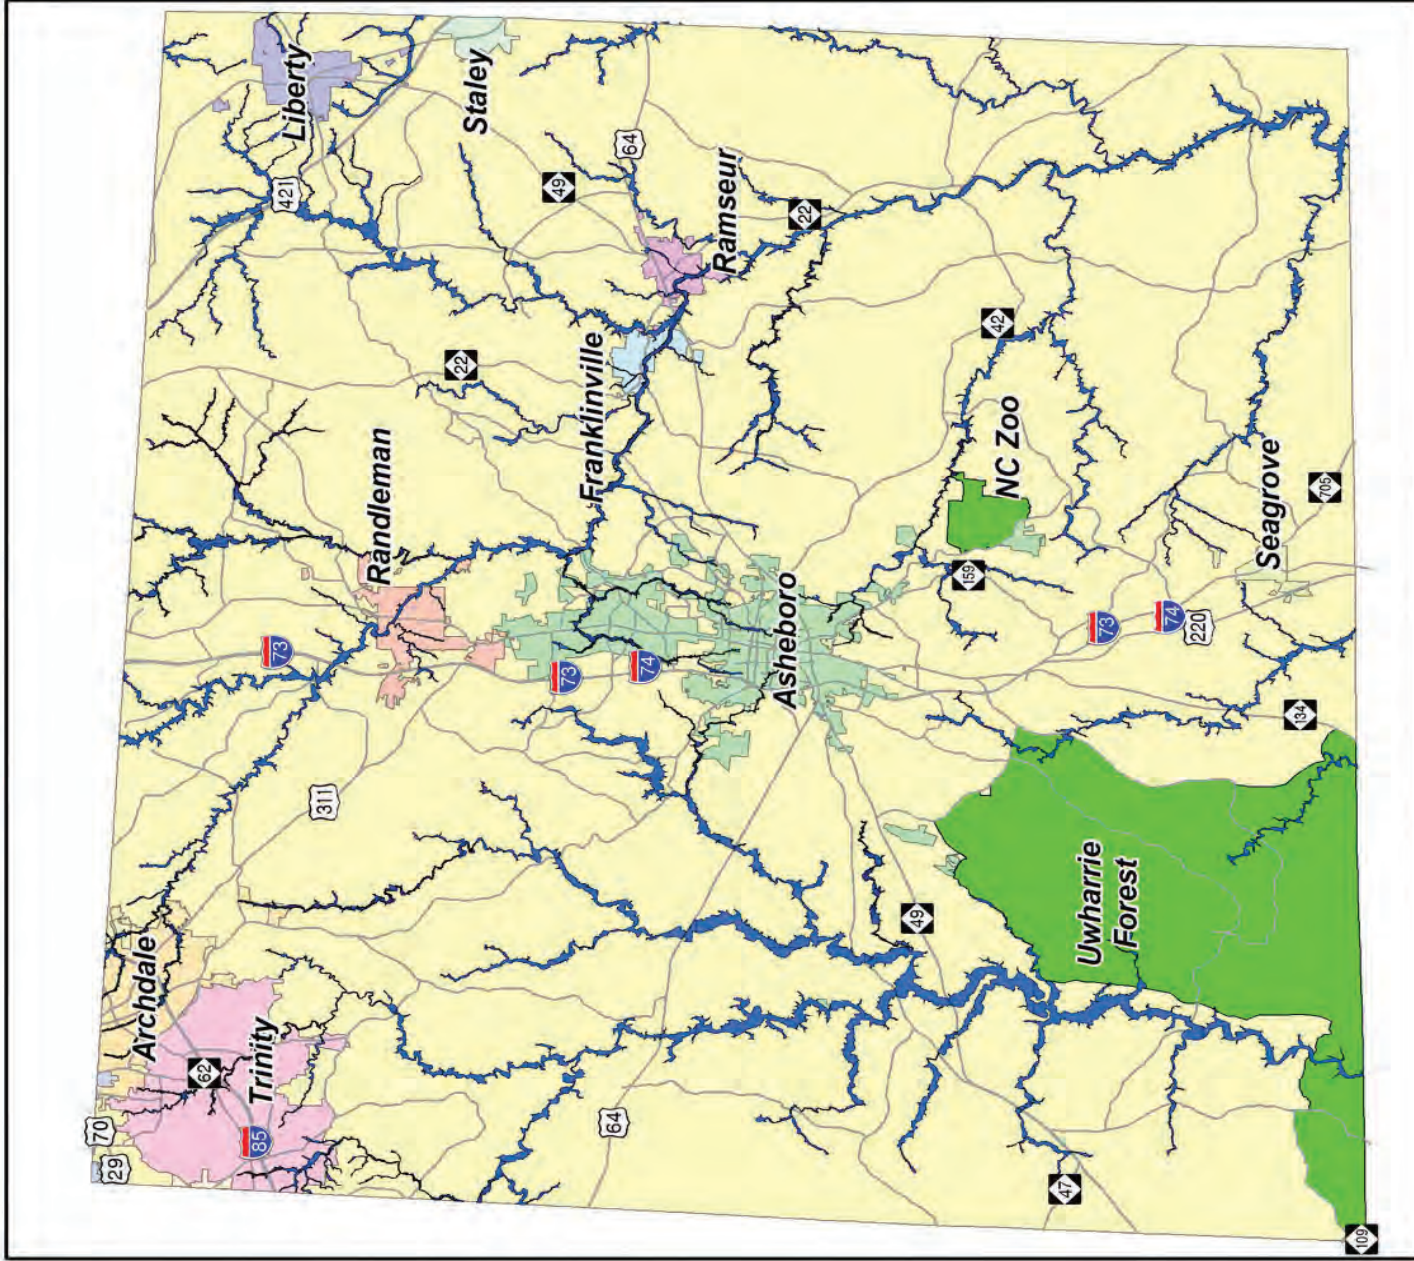 Liberty
Staley
421
64
49
Ramseur
22
22
Franklinville
42
Randleman
NC Zoo
705
Seagrove
159
73
73
74
73
74
220
Asheboro
134
311
Uwharrie
Forest
49
Archdale
Trinity
62
85
70
29
64
47
109